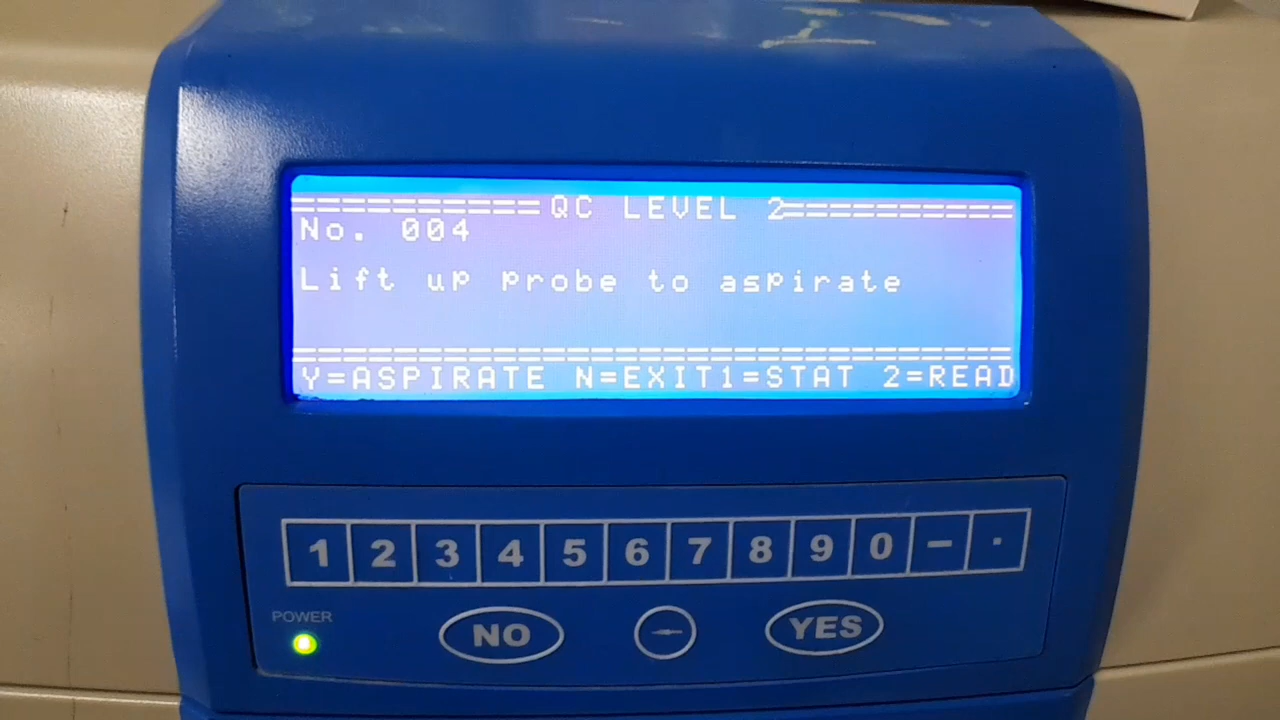 ==========QC LEVEL 2==========
No. 004
Lift up probe to aspirate
==============================
Y=ASPIRATE N=EXIT1=STAT 2=READ
1 2 3 4 5 6 7 8 9 0 - .
POWER
NO YES